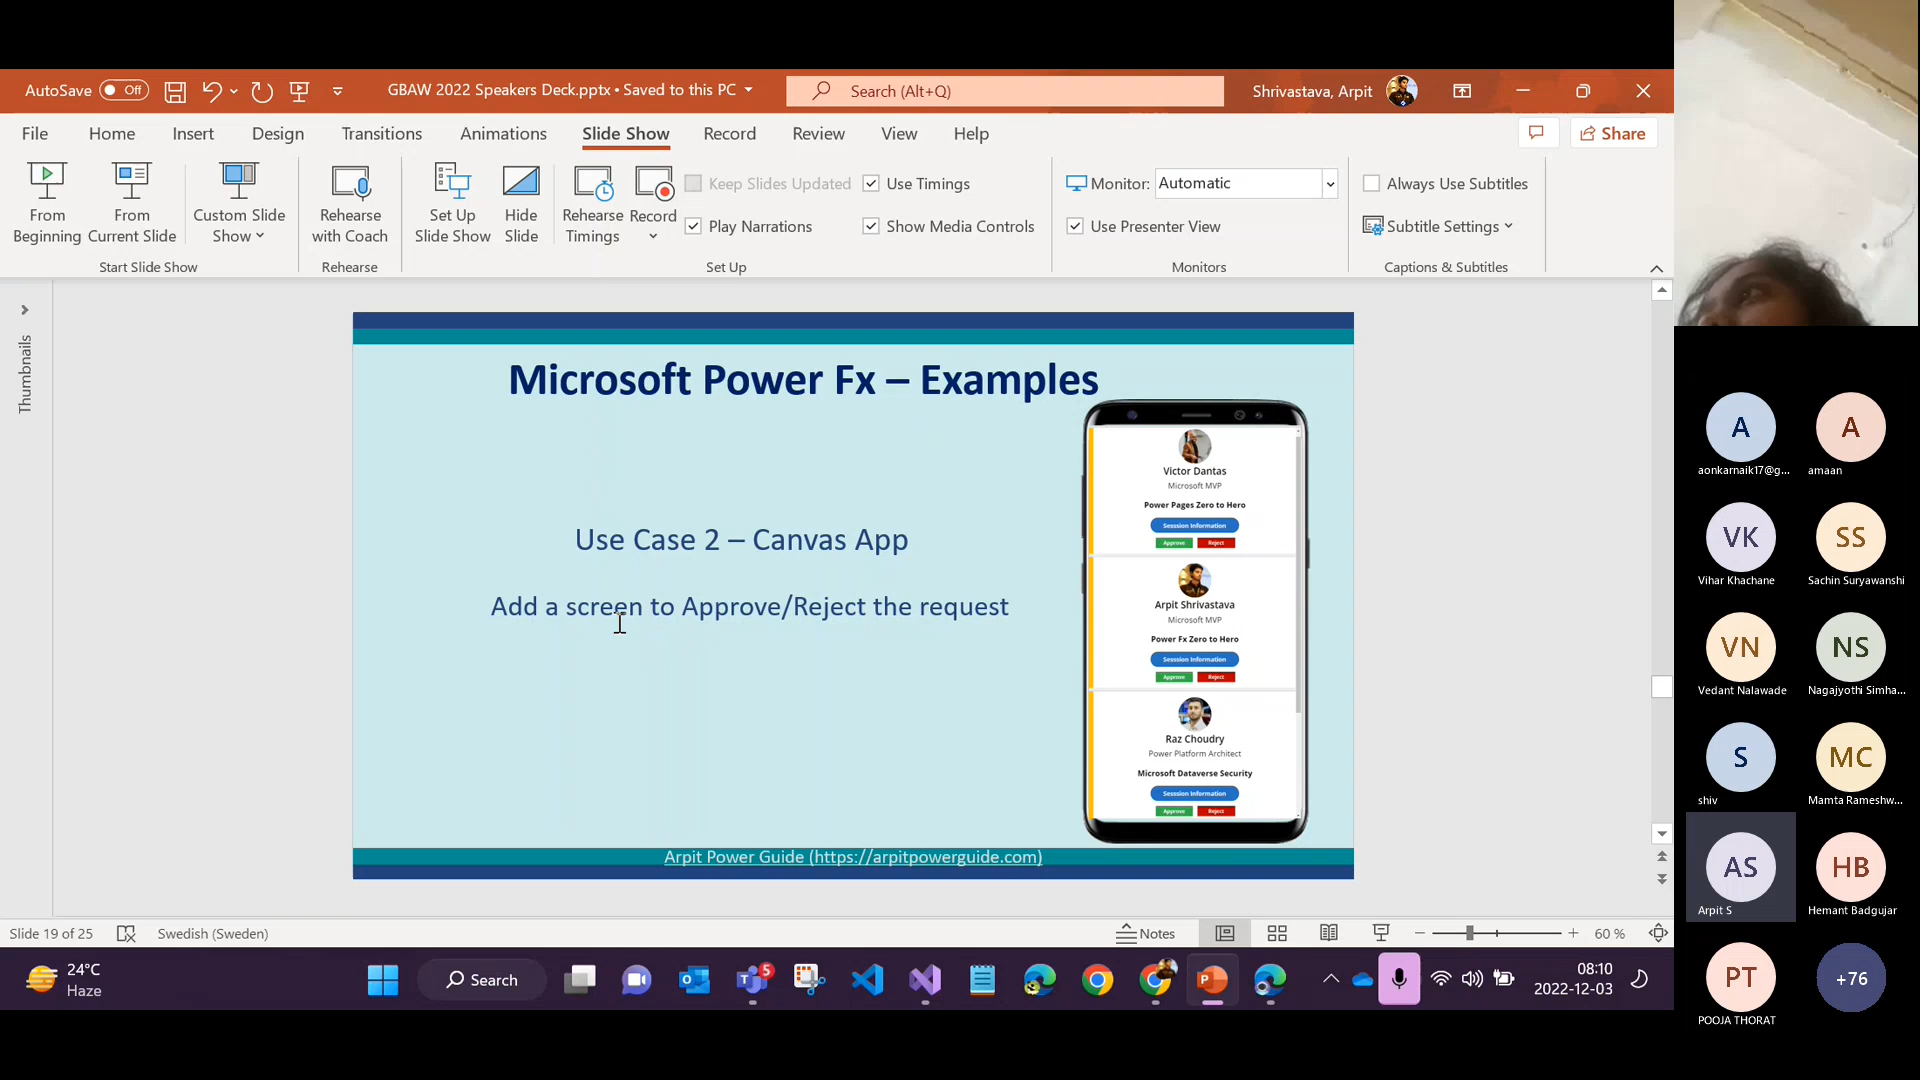 AutoSave Off
GBAW 2022 Speakers Deck.pptx • Saved to this PC
Search (Alt+Q)
Shrivastava, Arpit
File Home Insert Design Transitions Animations Slide Show Record Review View Help
Share
From Beginning
From Current Slide
Custom Slide Show
Start Slide Show
Rehearse with Coach
Rehearse
Set Up Slide Show
Hide Slide
Rehearse Timings
Record
Keep Slides Updated
Use Timings
Play Narrations
Show Media Controls
Set Up
Monitor: Automatic
Use Presenter View
Monitors
Always Use Subtitles
Subtitle Settings
Captions & Subtitles
Thumbnails
Microsoft Power Fx – Examples
Use Case 2 – Canvas App
Add a screen to Approve/Reject the request
Victor Dantas
Microsoft MVP
Power Pages Zero to Hero
Sesssion Information
Approve Reject
Arpit Shrivastava
Microsoft MVP
Power Fx Zero to Hero
Sesssion Information
Approve Reject
Raz Choudry
Power Platform Architect
Microsoft Dataverse Security
Sesssion Information
Approve Reject
Arpit Power Guide (https://arpitpowerguide.com)
Slide 19 of 25
Swedish (Sweden)
Notes
60 %
24°C
Haze
Search
5
08:10
2022-12-03
A
aonkarnaik17@g...
A
amaan
VK
Vihar Khachane
SS
Sachin Suryawanshi
VN
Vedant Nalawade
NS
Nagajyothi Simha...
S
shiv
MC
Mamta Rameshw...
AS
Arpit S
HB
Hemant Badgujar
PT
POOJA THORAT
+76